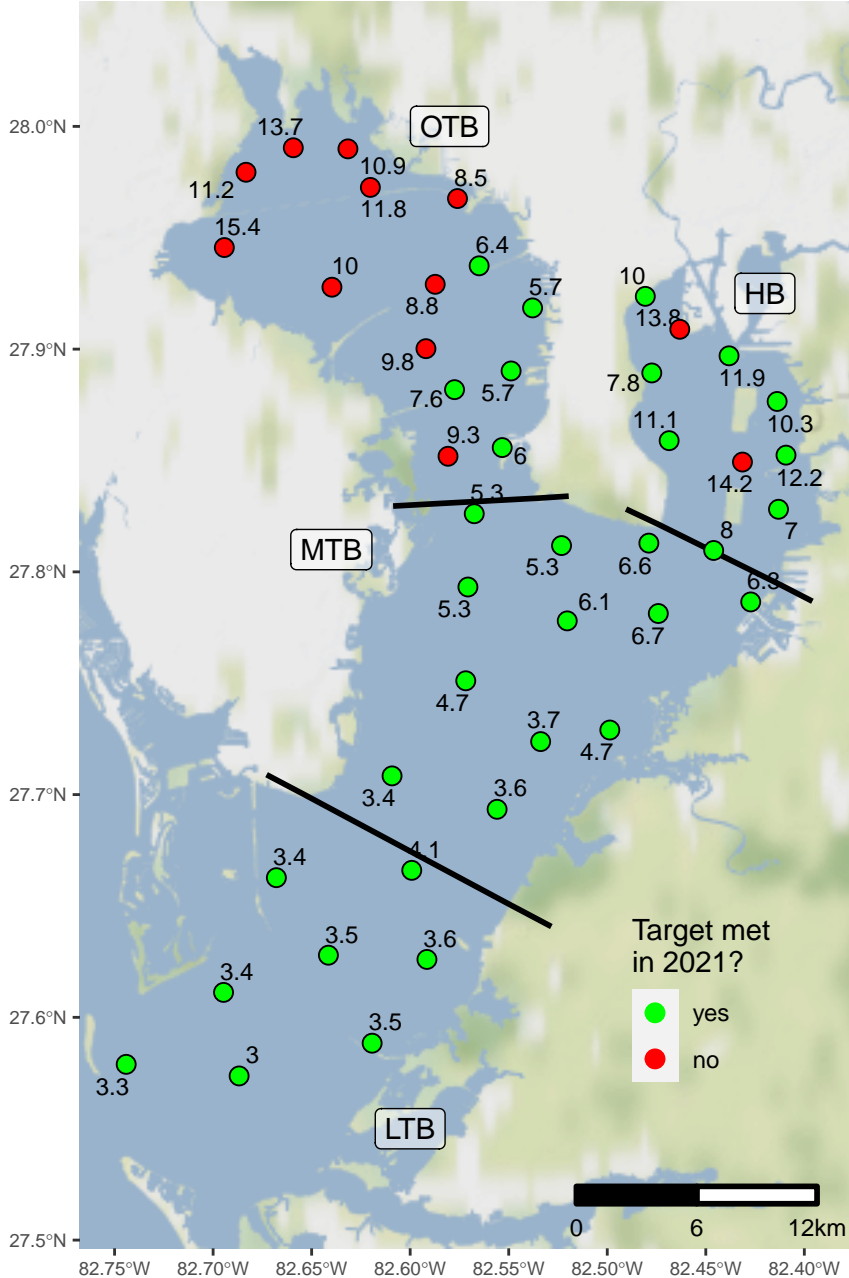 28.0°N
27.9°N
27.8°N
27.7°N
27.6°N
27.5°N
OTB
13.7
11.2
10.9
11.8
8.5
15.4
6.4
10
8.8
5.7
9.8
5.7
7.6
9.3
6
HB
10
13.8
11.9
7.8
10.3
11.1
14.2
12.2
7
8
MTB
5.3
5.3
6.6
6.3
5.3
6.1
6.7
4.7
3.7
4.7
3.4
3.6
4.1
3.4
3.5
3.6
3.4
3.5
3.3
3
LTB
Target met
in 2021?
yes
no
0 6 12km
82.75°W 82.70°W 82.65°W 82.60°W 82.55°W 82.50°W 82.45°W 82.40°W